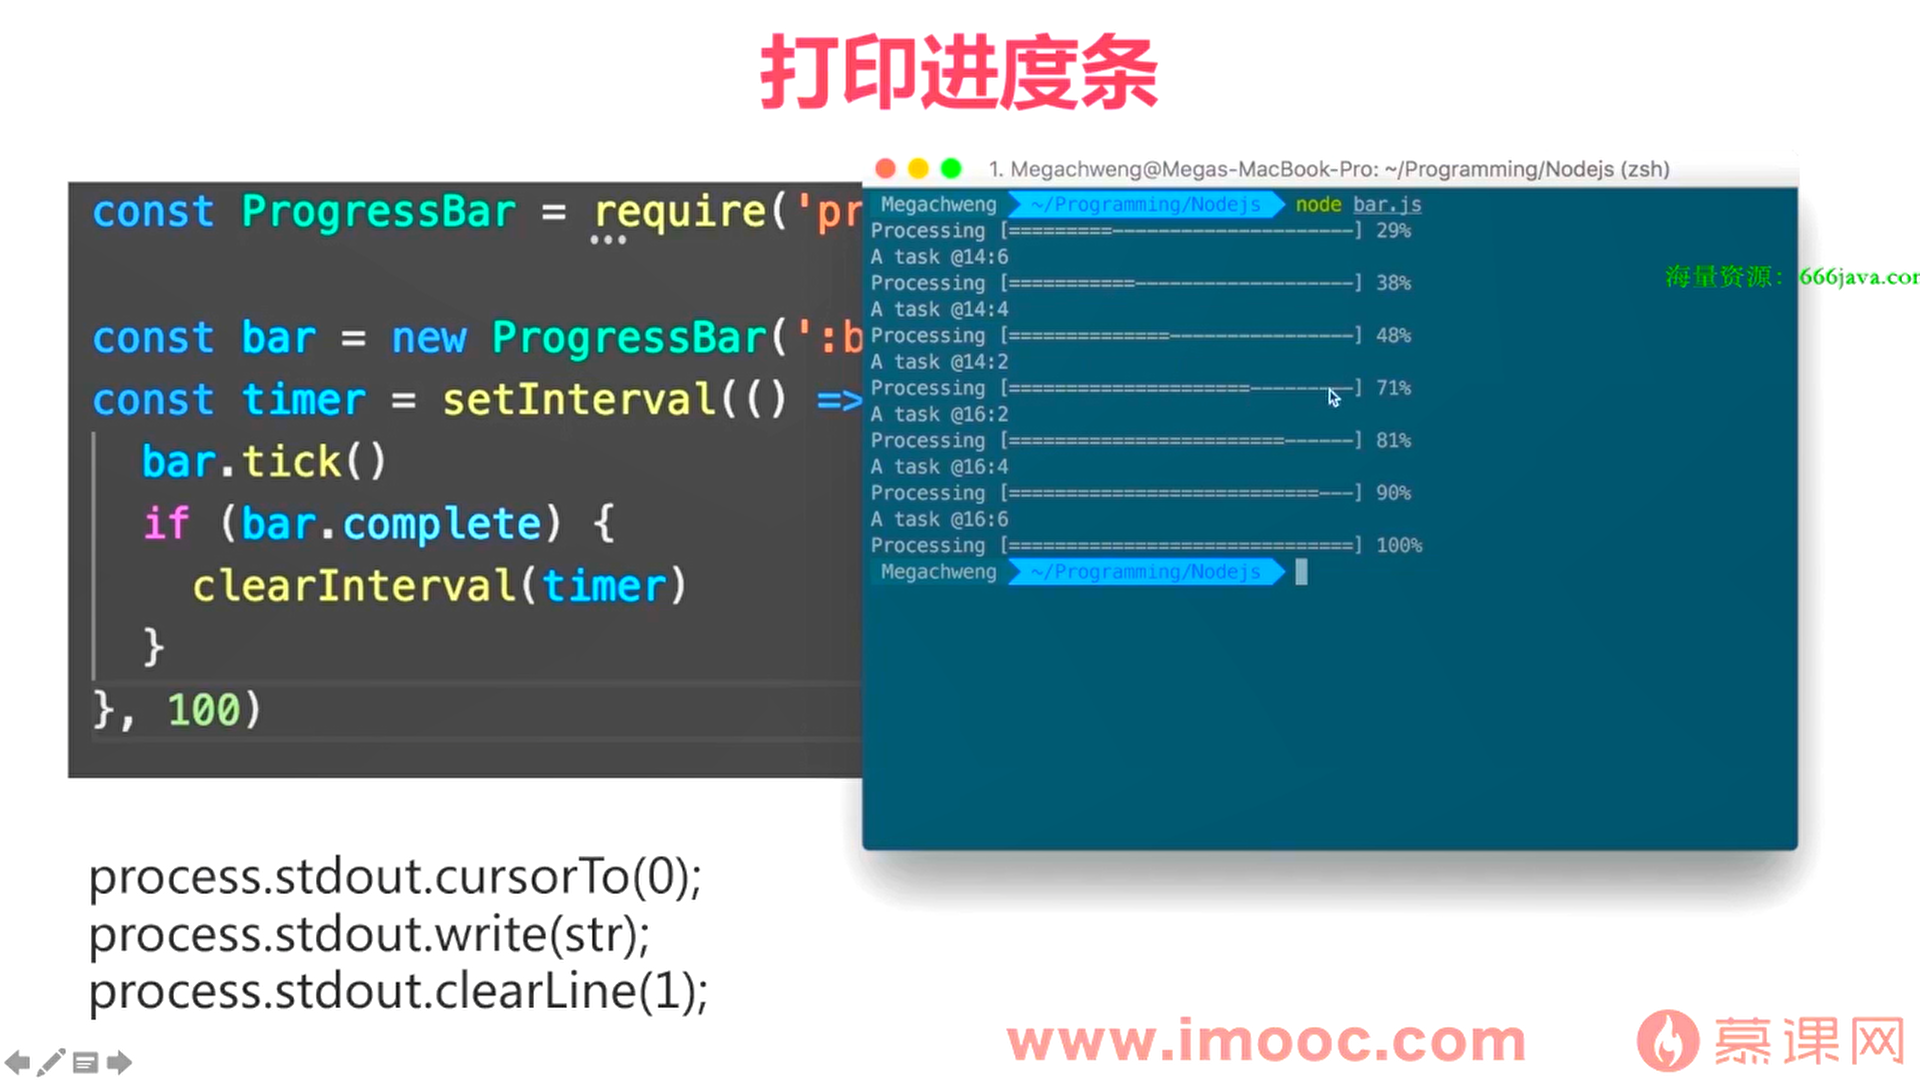 打印进度条
const ProgressBar = require('pr
const bar = new ProgressBar(':b
const timer = setInterval(() =>
bar.tick()
if (bar.complete) {
clearInterval(timer)
}
}, 100)
1. Megachweng@Megas-MacBook-Pro: ~/Programming/Nodejs (zsh)
Megachweng ~/Programming/Nodejs node bar.js
Processing [=========---------------------] 29%
A task @14:6
Processing [===========-------------------] 38%
A task @14:4
Processing [==============----------------] 48%
A task @14:2
Processing [=====================---------] 71%
A task @16:2
Processing [========================------] 81%
A task @16:4
Processing [===========================---] 90%
A task @16:6
Processing [==============================] 100%
Megachweng ~/Programming/Nodejs
海量资源：666java.com
process.stdout.cursorTo(0);
process.stdout.write(str);
process.stdout.clearLine(1);
www.imooc.com
慕课网